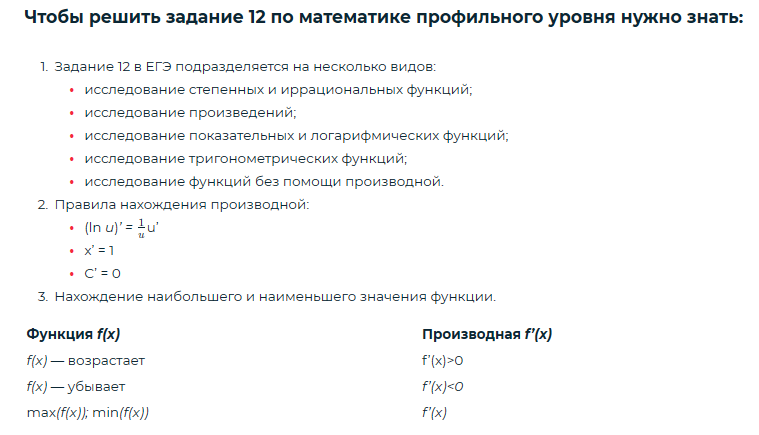 Чтобы решить задание 12 по математике профильного уровня нужно знать:
1. Задание 12 в ЕГЭ подразделяется на несколько видов:
• исследование степенных и иррациональных функций;
• исследование произведений;
• исследование показательных и логарифмических функций;
• исследование тригонометрических функций;
• исследование функций без помощи производной.
2. Правила нахождения производной:
• (ln u)’ = 1/u u’
• x’ = 1
• C’ = 0
3. Нахождение наибольшего и наименьшего значения функции.
Функция f(x) Производная f’(x)
f(x) — возрастает f’(x)>0
f(x) — убывает f’(x)<0
max(f(x)); min(f(x)) f’(x)